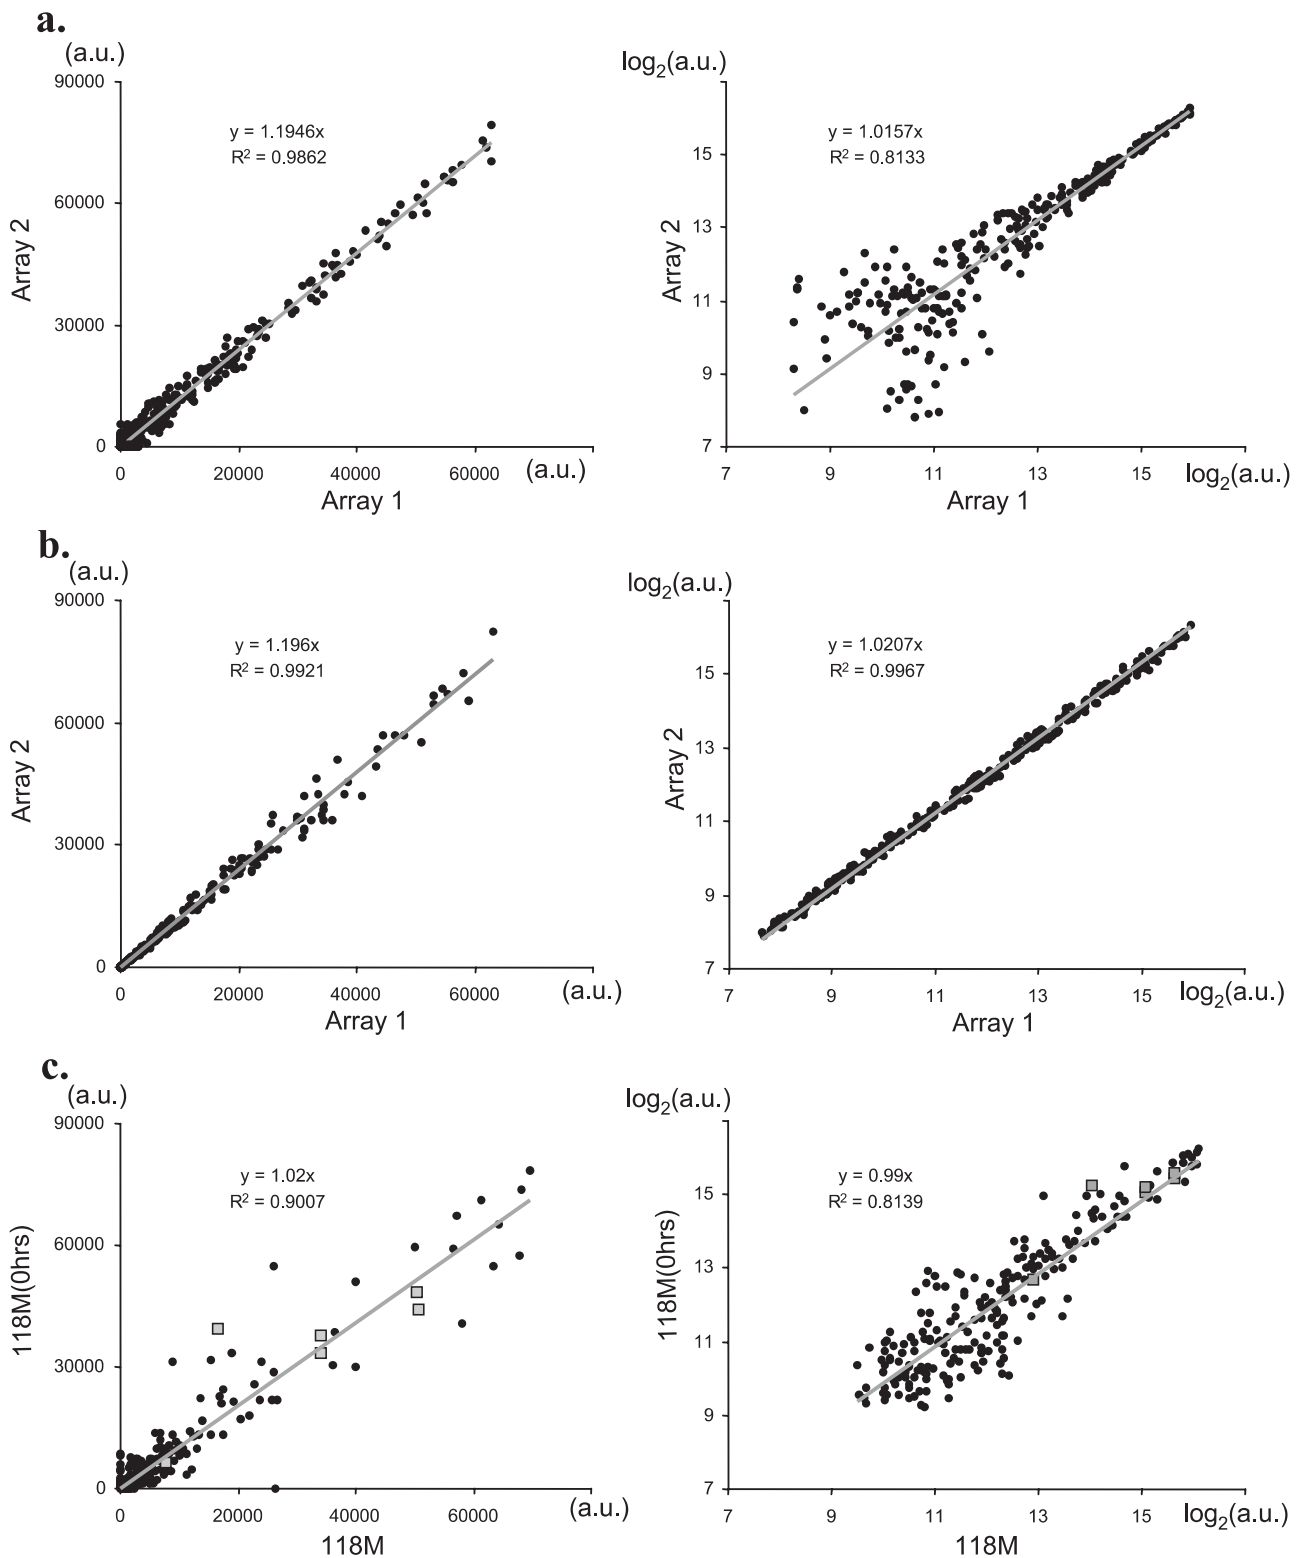 a.
(a.u.)
90000
60000
30000
0
Array 2
y = 1.1946x
R² = 0.9862
0 20000 40000 60000 (a.u.)
Array 1
log₂(a.u.)
15
13
11
9
7
Array 2
y = 1.0157x
R² = 0.8133
7 9 11 13 15 log₂(a.u.)
Array 1
b.
(a.u.)
90000
60000
30000
0
Array 2
y = 1.196x
R² = 0.9921
0 20000 40000 60000 (a.u.)
Array 1
log₂(a.u.)
15
13
11
9
7
Array 2
y = 1.0207x
R² = 0.9967
7 9 11 13 15 log₂(a.u.)
Array 1
c.
(a.u.)
90000
60000
30000
0
118M(0hrs)
y = 1.02x
R² = 0.9007
0 20000 40000 60000 (a.u.)
118M
log₂(a.u.)
15
13
11
9
7
118M(0hrs)
y = 0.99x
R² = 0.8139
7 9 11 13 15 log₂(a.u.)
118M